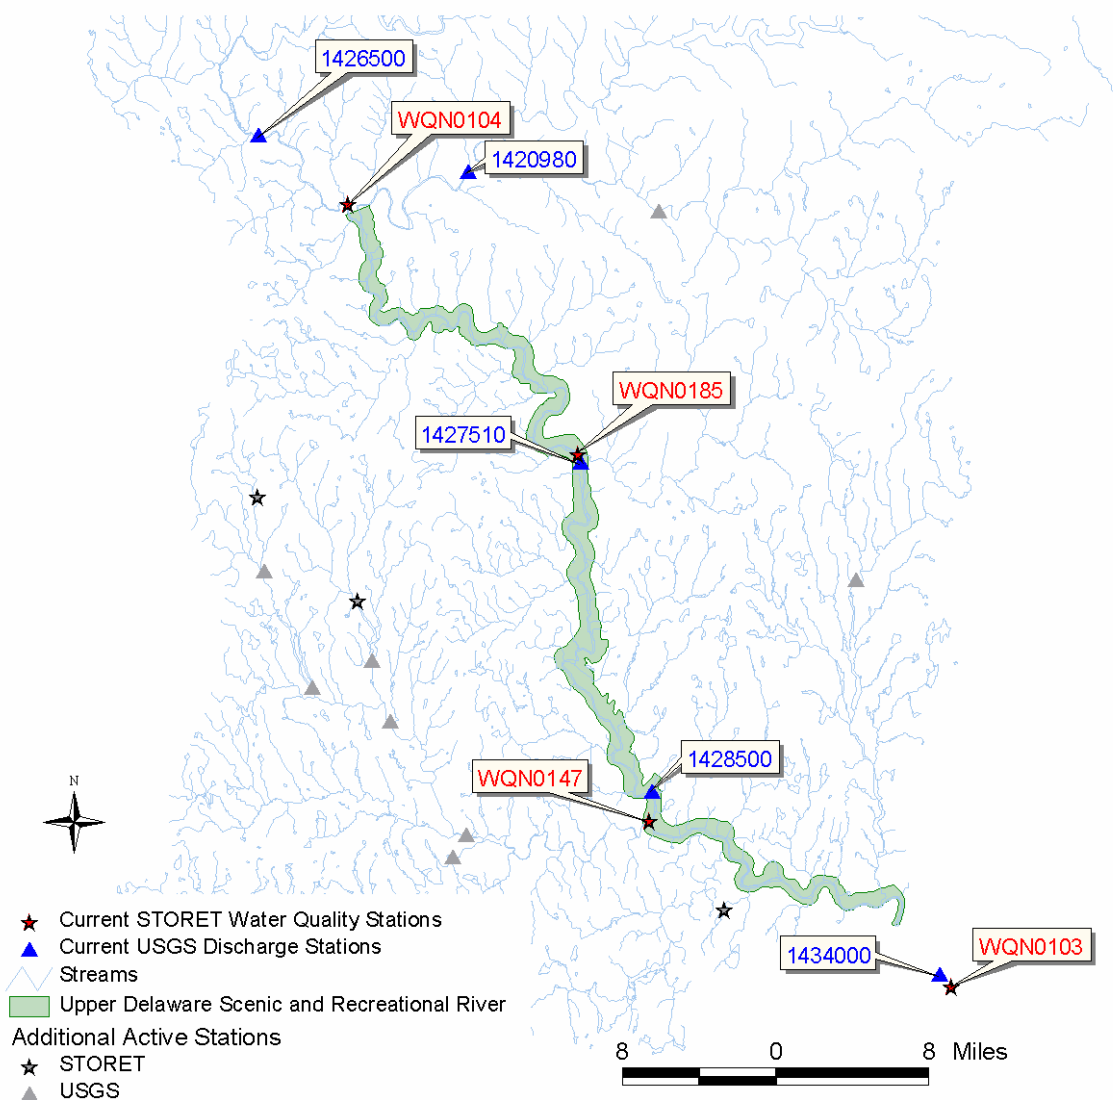 1426500
WQN0104
1420980
WQN0185
1427510
1428500
WQN0147
N
1434000
WQN0103
Current STORET Water Quality Stations
Current USGS Discharge Stations
Streams
Upper Delaware Scenic and Recreational River
Additional Active Stations
STORET
USGS
8 0 8 Miles